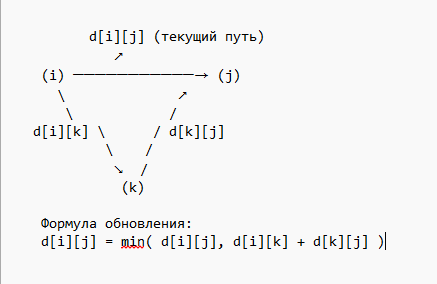 d[i][j] (текущий путь)
↗
(i) ————————————→ (j)
\ ↗
\ /
d[i][k] \ / d[k][j]
\ /
↘ /
(k)
Формула обновления:
d[i][j] = min( d[i][j], d[i][k] + d[k][j] )